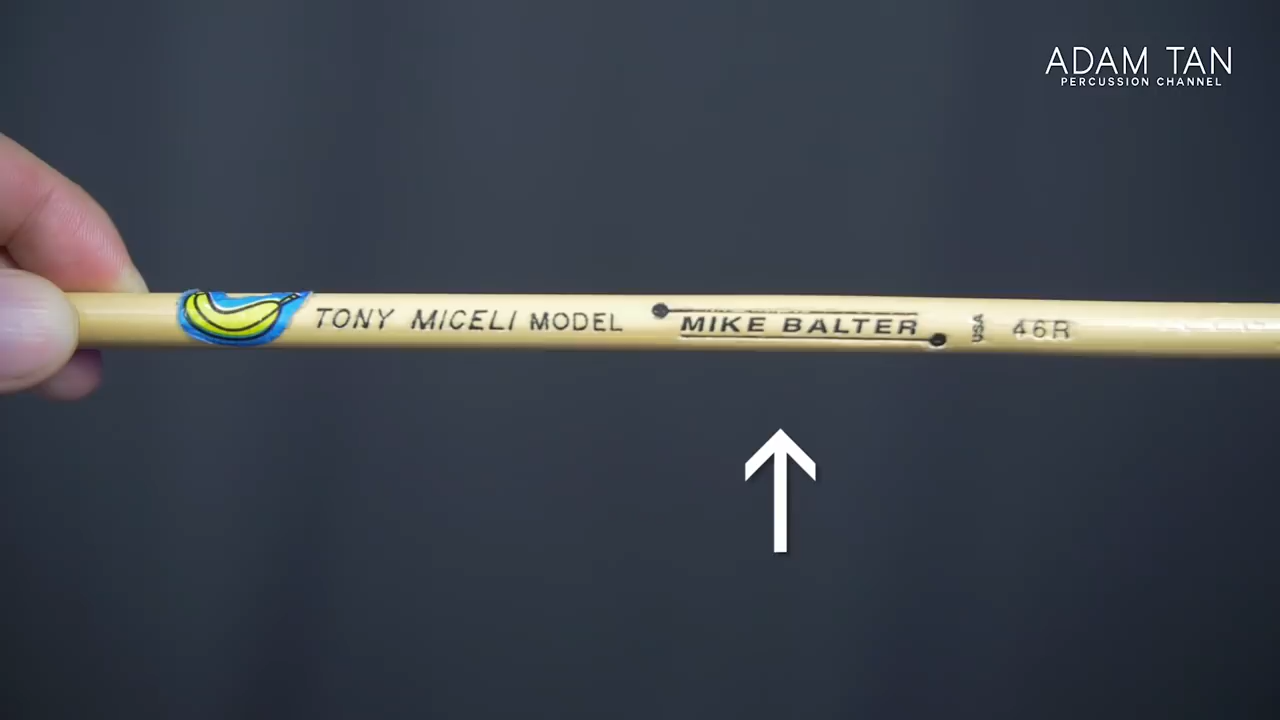 ADAM TAN
PERCUSSION CHANNEL
TONY MICELI MODEL MIKE BALTER USA 46R